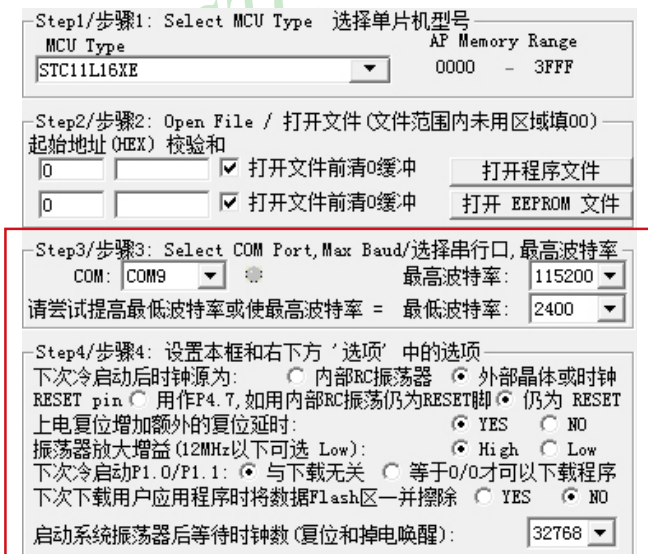 Step1/步骤1: Select MCU Type 选择单片机型号
MCU Type AP Memory Range
STC11L16XE 0000 - 3FFF
Step2/步骤2: Open File / 打开文件(文件范围内未用区域填00)
起始地址(HEX) 校验和
0 打开文件前清0缓冲 打开程序文件
0 打开文件前清0缓冲 打开 EEPROM 文件
Step3/步骤3: Select COM Port,Max Baud/选择串行口,最高波特率
COM: COM9 最高波特率: 115200
请尝试提高最低波特率或使最高波特率 = 最低波特率: 2400
Step4/步骤4: 设置本框和右下方 '选项' 中的选项
下次冷启动后时钟源为: 内部RC振荡器 外部晶体或时钟
RESET pin 用作P4.7,如用内部RC振荡仍为RESET脚 仍为 RESET
上电复位增加额外的复位延时: YES NO
振荡器放大增益(12MHz以下可选 Low): High Low
下次冷启动P1.0/P1.1: 与下载无关 等于0/0才可以下载程序
下次下载用户应用程序时将数据Flash区一并擦除 YES NO
启动系统振荡器后等待时钟数(复位和掉电唤醒): 32768